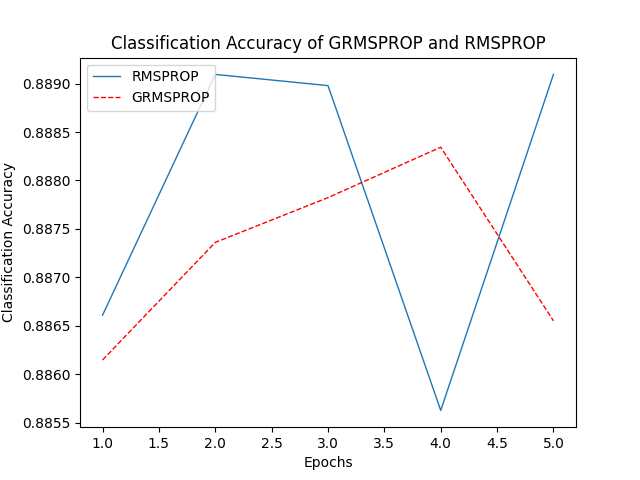 Classification Accuracy of GRMSPROP and RMSPROP
RMSPROP
GRMSPROP
0.8890
0.8885
0.8880
0.8875
0.8870
0.8865
0.8860
0.8855
Classification Accuracy
1.0 1.5 2.0 2.5 3.0 3.5 4.0 4.5 5.0
Epochs